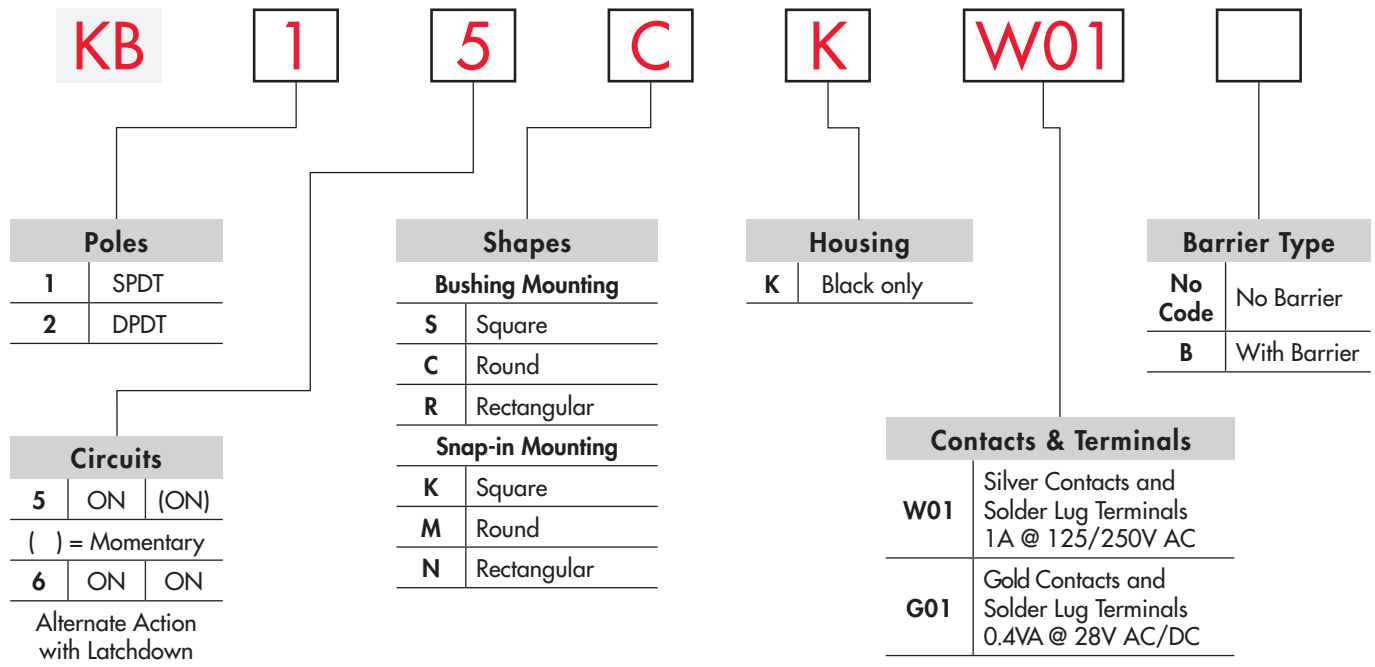 KB 1 5 C K W01
Poles
1 SPDT
2 DPDT
Circuits
5 ON (ON)
( ) = Momentary
6 ON ON
Alternate Action
with Latchdown
Shapes
Bushing Mounting
S Square
C Round
R Rectangular
Snap-in Mounting
K Square
M Round
N Rectangular
Housing
K Black only
Contacts & Terminals
W01 Silver Contacts and
Solder Lug Terminals
1A @ 125/250V AC
G01 Gold Contacts and
Solder Lug Terminals
0.4VA @ 28V AC/DC
Barrier Type
No
Code No Barrier
B With Barrier